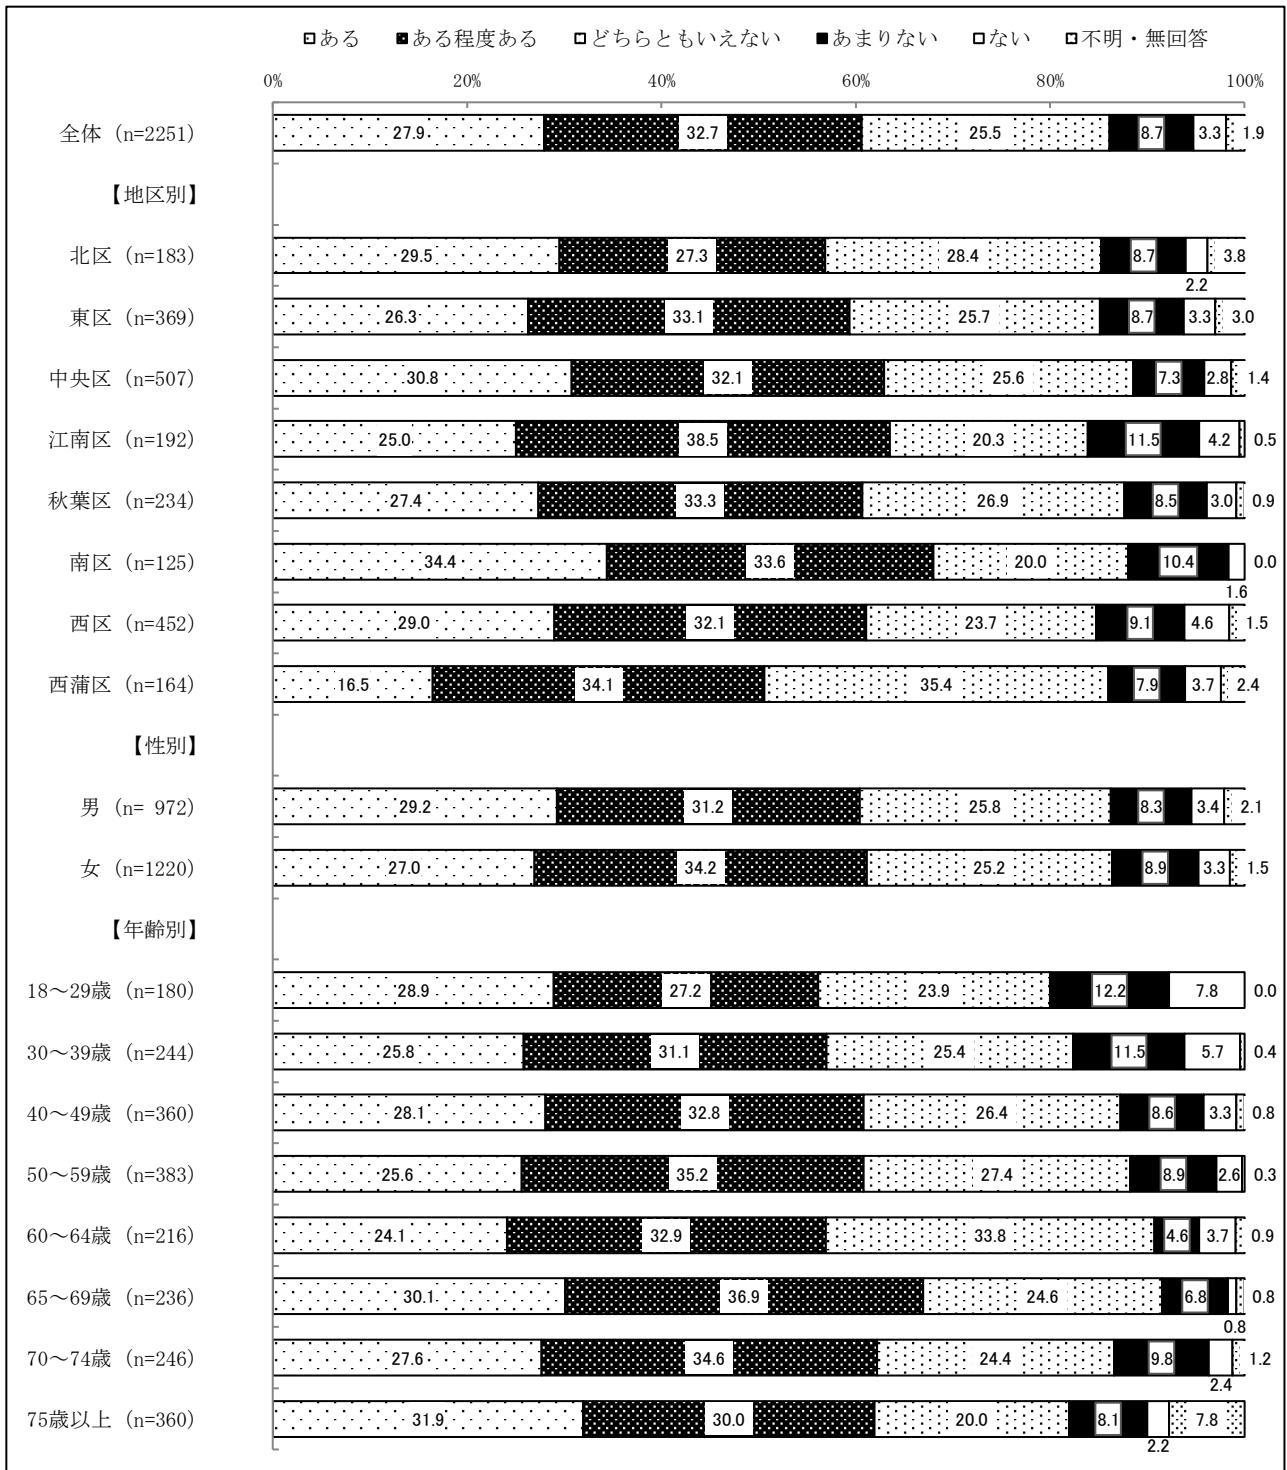 ある ある程度ある どちらともいえない あまりない ない 不明・無回答
0% 20% 40% 60% 80% 100%
全体 (n=2251) 27.9 32.7 25.5 8.7 3.3 1.9
【地区別】
北区 (n=183) 29.5 27.3 28.4 8.7 2.2 3.8
東区 (n=369) 26.3 33.1 25.7 8.7 3.3 3.0
中央区 (n=507) 30.8 32.1 25.6 7.3 2.8 1.4
江南区 (n=192) 25.0 38.5 20.3 11.5 4.2 0.5
秋葉区 (n=234) 27.4 33.3 26.9 8.5 3.0 0.9
南区 (n=125) 34.4 33.6 20.0 10.4 1.6 0.0
西区 (n=452) 29.0 32.1 23.7 9.1 4.6 1.5
西蒲区 (n=164) 16.5 34.1 35.4 7.9 3.7 2.4
【性別】
男 (n= 972) 29.2 31.2 25.8 8.3 3.4 2.1
女 (n=1220) 27.0 34.2 25.2 8.9 3.3 1.5
【年齢別】
18～29歳 (n=180) 28.9 27.2 23.9 12.2 7.8 0.0
30～39歳 (n=244) 25.8 31.1 25.4 11.5 5.7 0.4
40～49歳 (n=360) 28.1 32.8 26.4 8.6 3.3 0.8
50～59歳 (n=383) 25.6 35.2 27.4 8.9 2.6 0.3
60～64歳 (n=216) 24.1 32.9 33.8 4.6 3.7 0.9
65～69歳 (n=236) 30.1 36.9 24.6 6.8 0.8 0.8
70～74歳 (n=246) 27.6 34.6 24.4 9.8 2.4 1.2
75歳以上 (n=360) 31.9 30.0 20.0 8.1 2.2 7.8